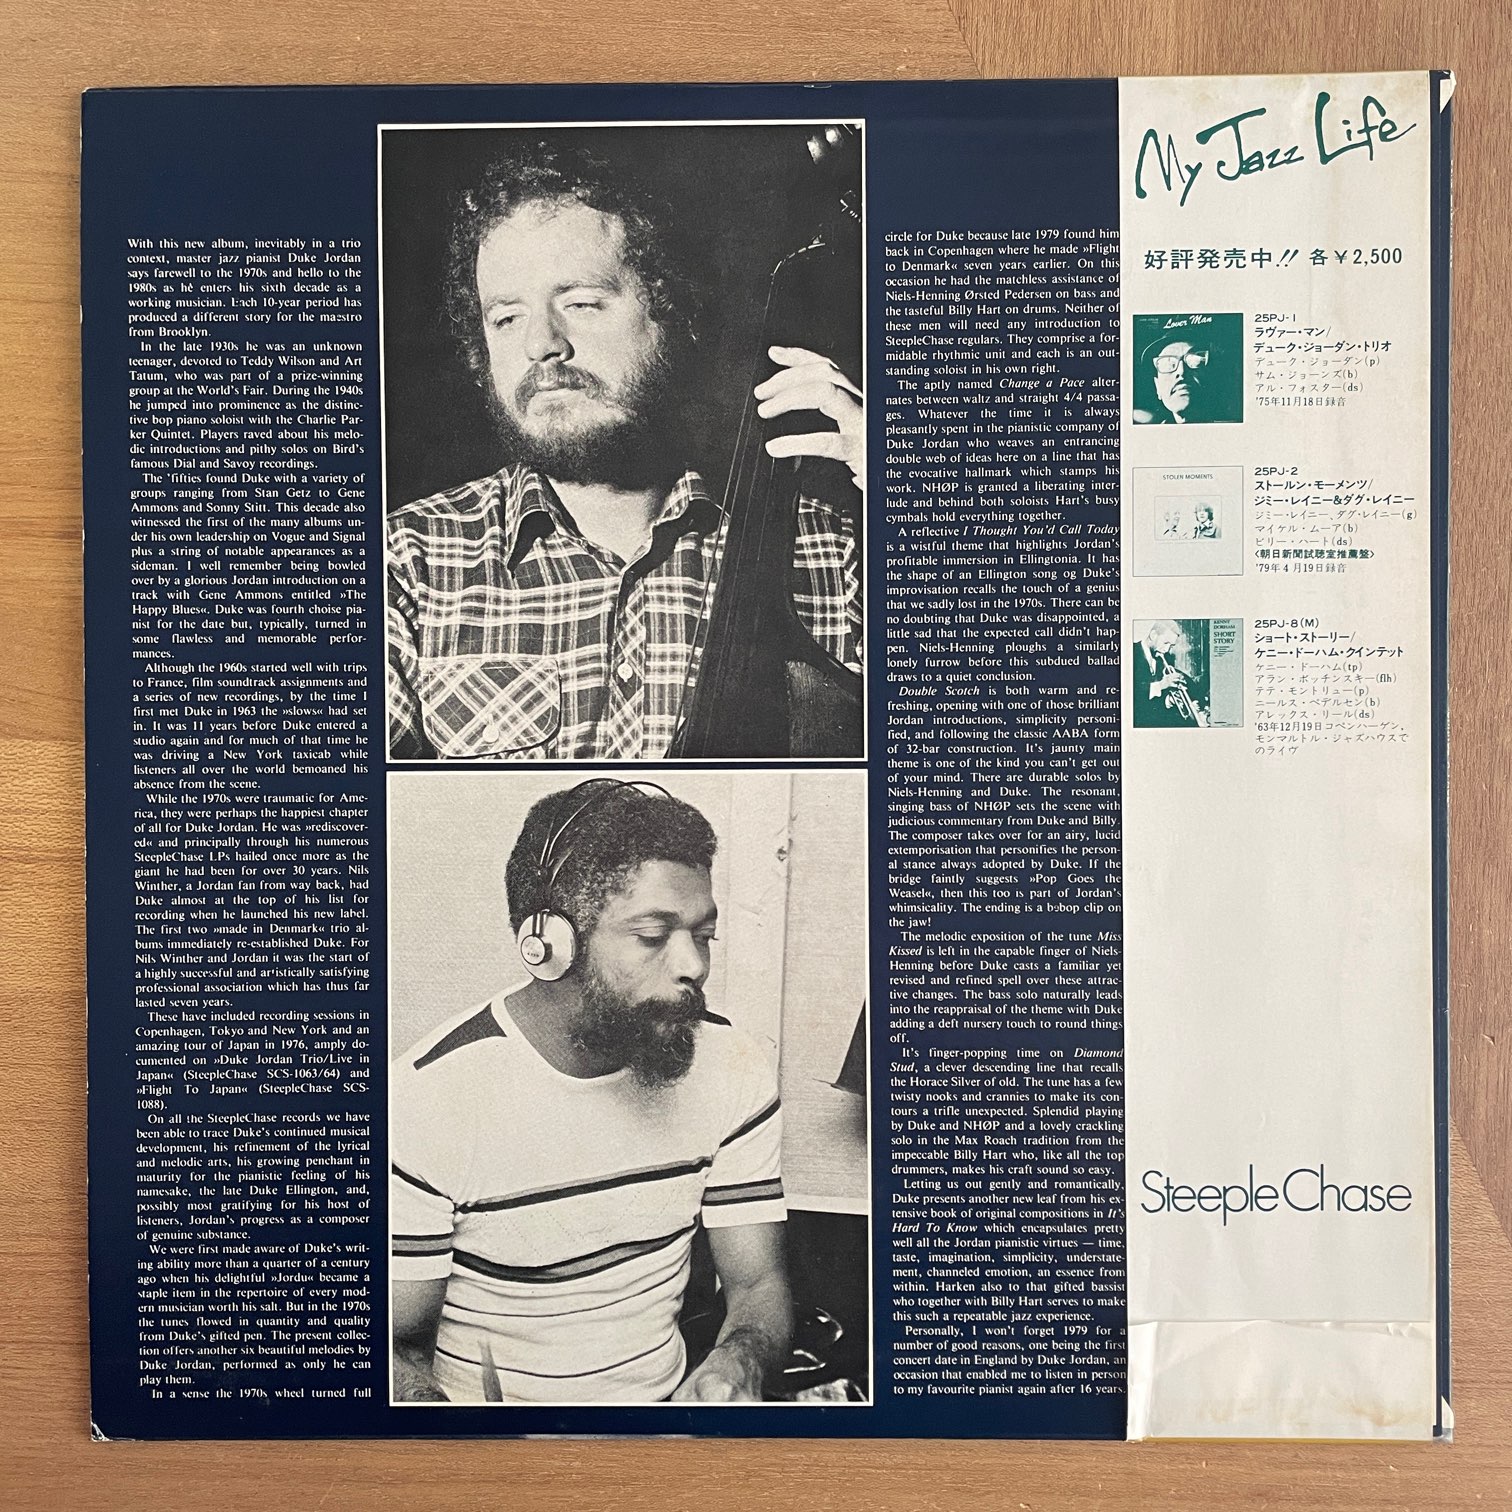 With this new album, inevitably in a trio
context, master jazz pianist Duke Jordan
says farewell to the 1970s and hello to the
1980s as he enters his sixth decade as a
working musician. Each 10-year period has
produced a different story for the maestro
from Brooklyn.
In the late 1930s he was an unknown
teenager, devoted to Teddy Wilson and Art
Tatum, who was part of a prize-winning
group at the World's Fair. During the 1940s
he jumped into prominence as the distinc-
tive bop piano soloist with the Charlie Par-
ker Quintet. Players raved about his melo-
dic introductions and pithy solos on Bird's
famous Dial and Savoy recordings.
The 'fifties found Duke with a variety of
groups ranging from Stan Getz to Gene
Ammons and Sonny Stitt. This decade also
witnessed the first of the many albums un-
der his own leadership on Vogue and Signal
plus a string of notable appearances as a
sideman. I well remember being bowled
over by a glorious Jordan introduction on a
track with Gene Ammons entitled »The
Happy Blues«. Duke was fourth choise pia-
nist for the date but, typically, turned in
some flawless and memorable perfor-
mances.
Although the 1960s started well with trips
to France, film soundtrack assignments and
a series of new recordings, by the time I
first met Duke in 1963 the »slows« had set
in. It was 11 years before Duke entered a
studio again and for much of that time he
was driving a New York taxicab while
listeners all over the world bemoaned his
absence from the scene.
While the 1970s were traumatic for Ame-
rica, they were perhaps the happiest chapter
of all for Duke Jordan. He was »rediscover-
ed« and principally through his numerous
SteepleChase LPs hailed once more as the
giant he had been for over 30 years. Nils
Winther, a Jordan fan from way back, had
Duke almost at the top of his list for
recording when he launched his new label.
The first two »made in Denmark« trio al-
bums immediately re-established Duke. For
Nils Winther and Jordan it was the start of
a highly successful and artistically satisfying
professional association which has thus far
lasted seven years.
These have included recording sessions in
Copenhagen, Tokyo and New York and an
amazing tour of Japan in 1976, amply do-
cumented on »Duke Jordan Trio/Live in
Japan« (SteepleChase SCS-1063/64) and
»Flight To Japan« (SteepleChase SCS-
1088).
On all the SteepleChase records we have
been able to trace Duke's continued musical
development, his refinement of the lyrical
and melodic arts, his growing penchant in
maturity for the pianistic feeling of his
namesake, the late Duke Ellington, and,
possibly most gratifying for his host of
listeners, Jordan's progress as a composer
of genuine substance.
We were first made aware of Duke's writ-
ing ability more than a quarter of a century
ago when his delightful »Jordu« became a
staple item in the repertoire of every mod-
ern musician worth his salt. But in the 1970s
the tunes flowed in quantity and quality
from Duke's gifted pen. The present collec-
tion offers another six beautiful melodies by
Duke Jordan, performed as only he can
play them.
In a sense the 1970s wheel turned full
circle for Duke because late 1979 found him
back in Copenhagen where he made »Flight
to Denmark« seven years earlier. On this
occasion he had the matchless assistance of
Niels-Henning Ørsted Pedersen on bass and
the tasteful Billy Hart on drums. Neither of
these men will need any introduction to
SteepleChase regulars. They comprise a for-
midable rhythmic unit and each is an out-
standing soloist in his own right.
The aptly named Change a Pace alter-
nates between waltz and straight 4/4 passa-
ges. Whatever the time it is always
pleasantly spent in the pianistic company of
Duke Jordan who weaves an entrancing
double web of ideas here on a line that has
the evocative hallmark which stamps his
work. NHØP is granted a liberating inter-
lude and behind both soloists Hart's busy
cymbals hold everything together.
A reflective I Thought You'd Call Today
is a wistful theme that highlights Jordan's
profitable immersion in Ellingtonia. It has
the shape of an Ellington song og Duke's
improvisation recalls the touch of a genius
that we sadly lost in the 1970s. There can be
no doubting that Duke was disappointed, a
little sad that the expected call didn't hap-
pen. Niels-Henning ploughs a similarly
lonely furrow before this subdued ballad
draws to a quiet conclusion.
Double Scotch is both warm and re-
freshing, opening with one of those brilliant
Jordan introductions, simplicity personi-
fied, and following the classic AABA form
of 32-bar construction. It's jaunty main
theme is one of the kind you can't get out
of your mind. There are durable solos by
Niels-Henning and Duke. The resonant,
singing bass of NHØP sets the scene with
judicious commentary from Duke and Billy.
The composer takes over for an airy, lucid
extemporisation that personifies the person-
al stance always adopted by Duke. If the
bridge faintly suggests »Pop Goes the
Weasel«, then this too is part of Jordan's
whimsicality. The ending is a bebop clip on
the jaw!
The melodic exposition of the tune Miss
Kissed is left in the capable finger of Niels-
Henning before Duke casts a familiar yet
revised and refined spell over these attrac-
tive changes. The bass solo naturally leads
into the reappraisal of the theme with Duke
adding a deft nursery touch to round things
off.
It's finger-popping time on Diamond
Stud, a clever descending line that recalls
the Horace Silver of old. The tune has a few
twisty nooks and crannies to make its con-
tours a trifle unexpected. Splendid playing
by Duke and NHØP and a lovely crackling
solo in the Max Roach tradition from the
impeccable Billy Hart who, like all the top
drummers, makes his craft sound so easy.
Letting us out gently and romantically,
Duke presents another new leaf from his ex-
tensive book of original compositions in It's
Hard To Know which encapsulates pretty
well all the Jordan pianistic virtues — time,
taste, imagination, simplicity, understate-
ment, channeled emotion, an essence from
within. Harken also to that gifted bassist
who together with Billy Hart serves to make
this such a repeatable jazz experience.
Personally, I won't forget 1979 for a
number of good reasons, one being the first
concert date in England by Duke Jordan, an
occasion that enabled me to listen in person
to my favourite pianist again after 16 years.
My Jazz Life
好評発売中!! 各¥2,500
Lover Man
25PJ-1
ラヴァー・マン/
デューク・ジョーダン・トリオ
デューク・ジョーダン(p)
サム・ジョーンズ(b)
アル・フォスター(ds)
'75年11月18日録音
STOLEN MOMENTS
25PJ-2
ストールン・モーメンツ/
ジミー・レイニー&ダグ・レイニー
ジミー・レイニー、ダグ・レイニー(g)
マイケル・ムーア(b)
ビリー・ハート(ds)
<朝日新聞試聴室推薦盤>
'79年4月19日録音
KENNY
DORHAM
SHORT
STORY
25PJ-8(M)
ショート・ストーリー/
ケニー・ドーハム・クインテット
ケニー・ドーハム(tp)
アラン・ボッチンスキー(flh)
テテ・モントリュー(p)
ニールス・ペデルセン(b)
アレックス・リール(ds)
'63年12月19日コペンハーゲン、
モンマルトル・ジャズハウスで
のライヴ
SteepleChase